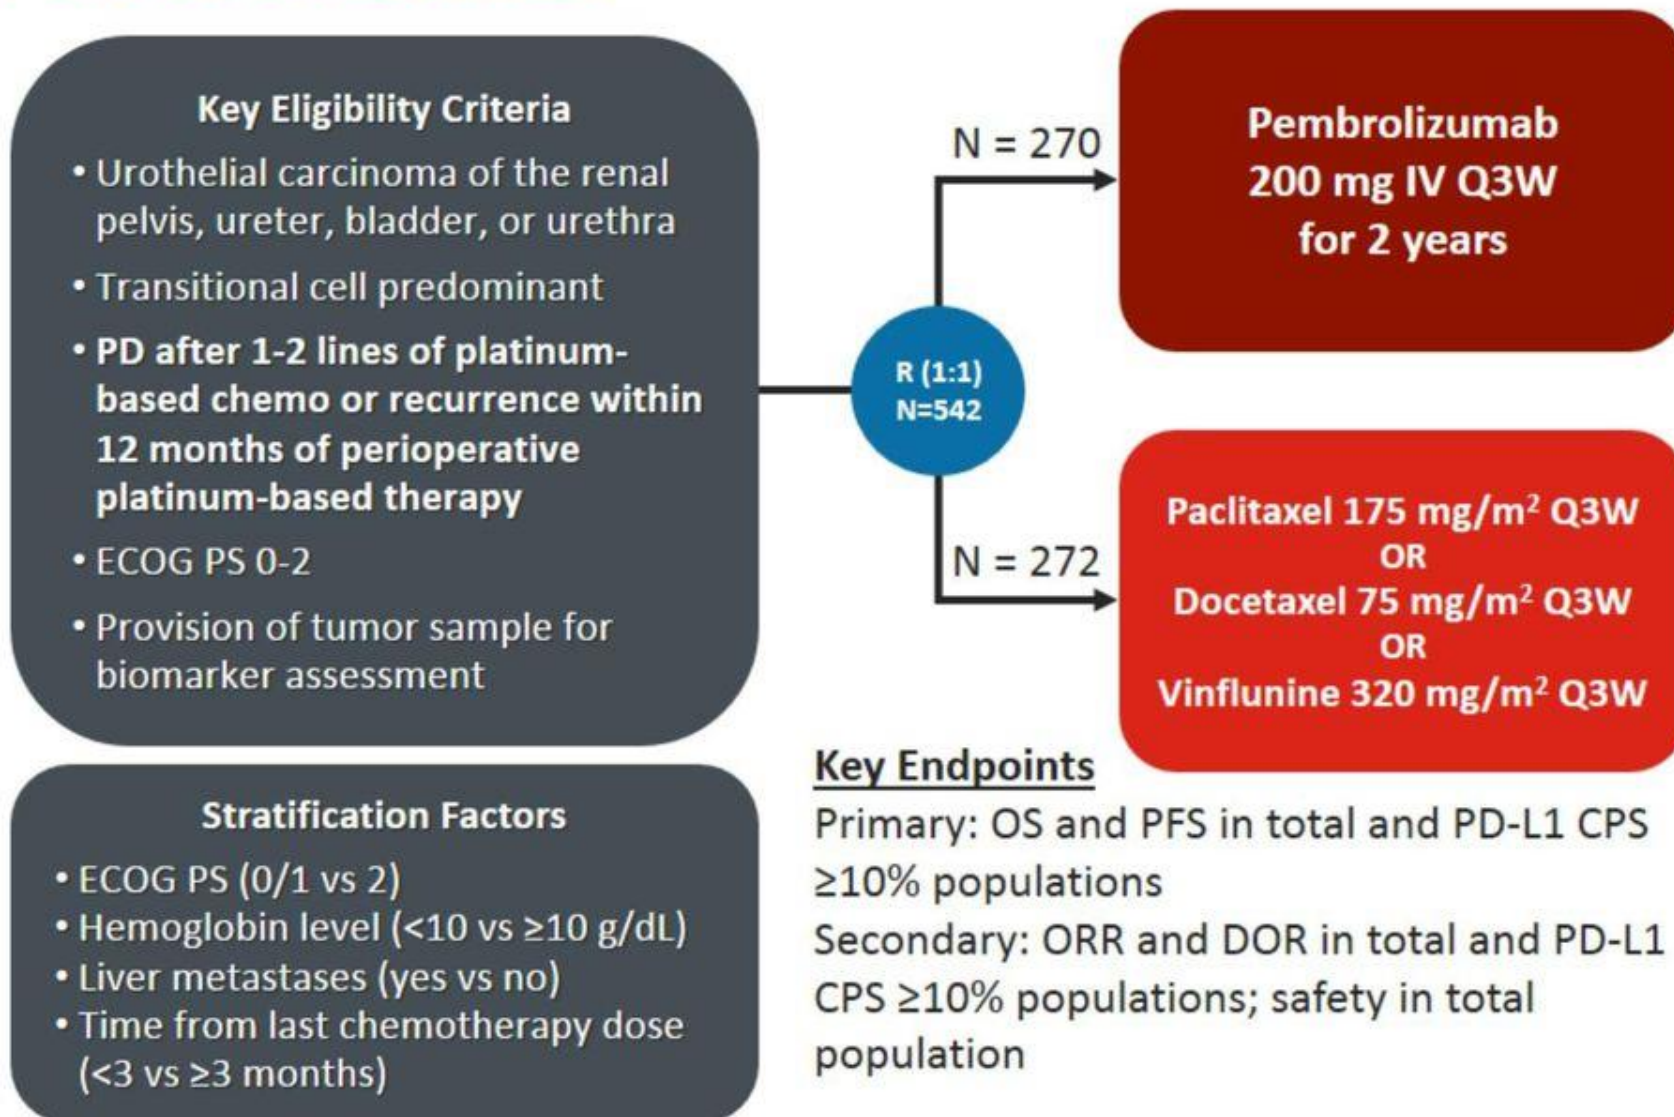 Key Eligibility Criteria
• Urothelial carcinoma of the renal
pelvis, ureter, bladder, or urethra
• Transitional cell predominant
• PD after 1-2 lines of platinum-
based chemo or recurrence within
12 months of perioperative
platinum-based therapy
• ECOG PS 0-2
• Provision of tumor sample for
biomarker assessment
Stratification Factors
• ECOG PS (0/1 vs 2)
• Hemoglobin level (<10 vs ≥10 g/dL)
• Liver metastases (yes vs no)
• Time from last chemotherapy dose
(<3 vs ≥3 months)
R (1:1)
N=542
N = 270
Pembrolizumab
200 mg IV Q3W
for 2 years
N = 272
Paclitaxel 175 mg/m² Q3W
OR
Docetaxel 75 mg/m² Q3W
OR
Vinflunine 320 mg/m² Q3W
Key Endpoints
Primary: OS and PFS in total and PD-L1 CPS
≥10% populations
Secondary: ORR and DOR in total and PD-L1
CPS ≥10% populations; safety in total
population